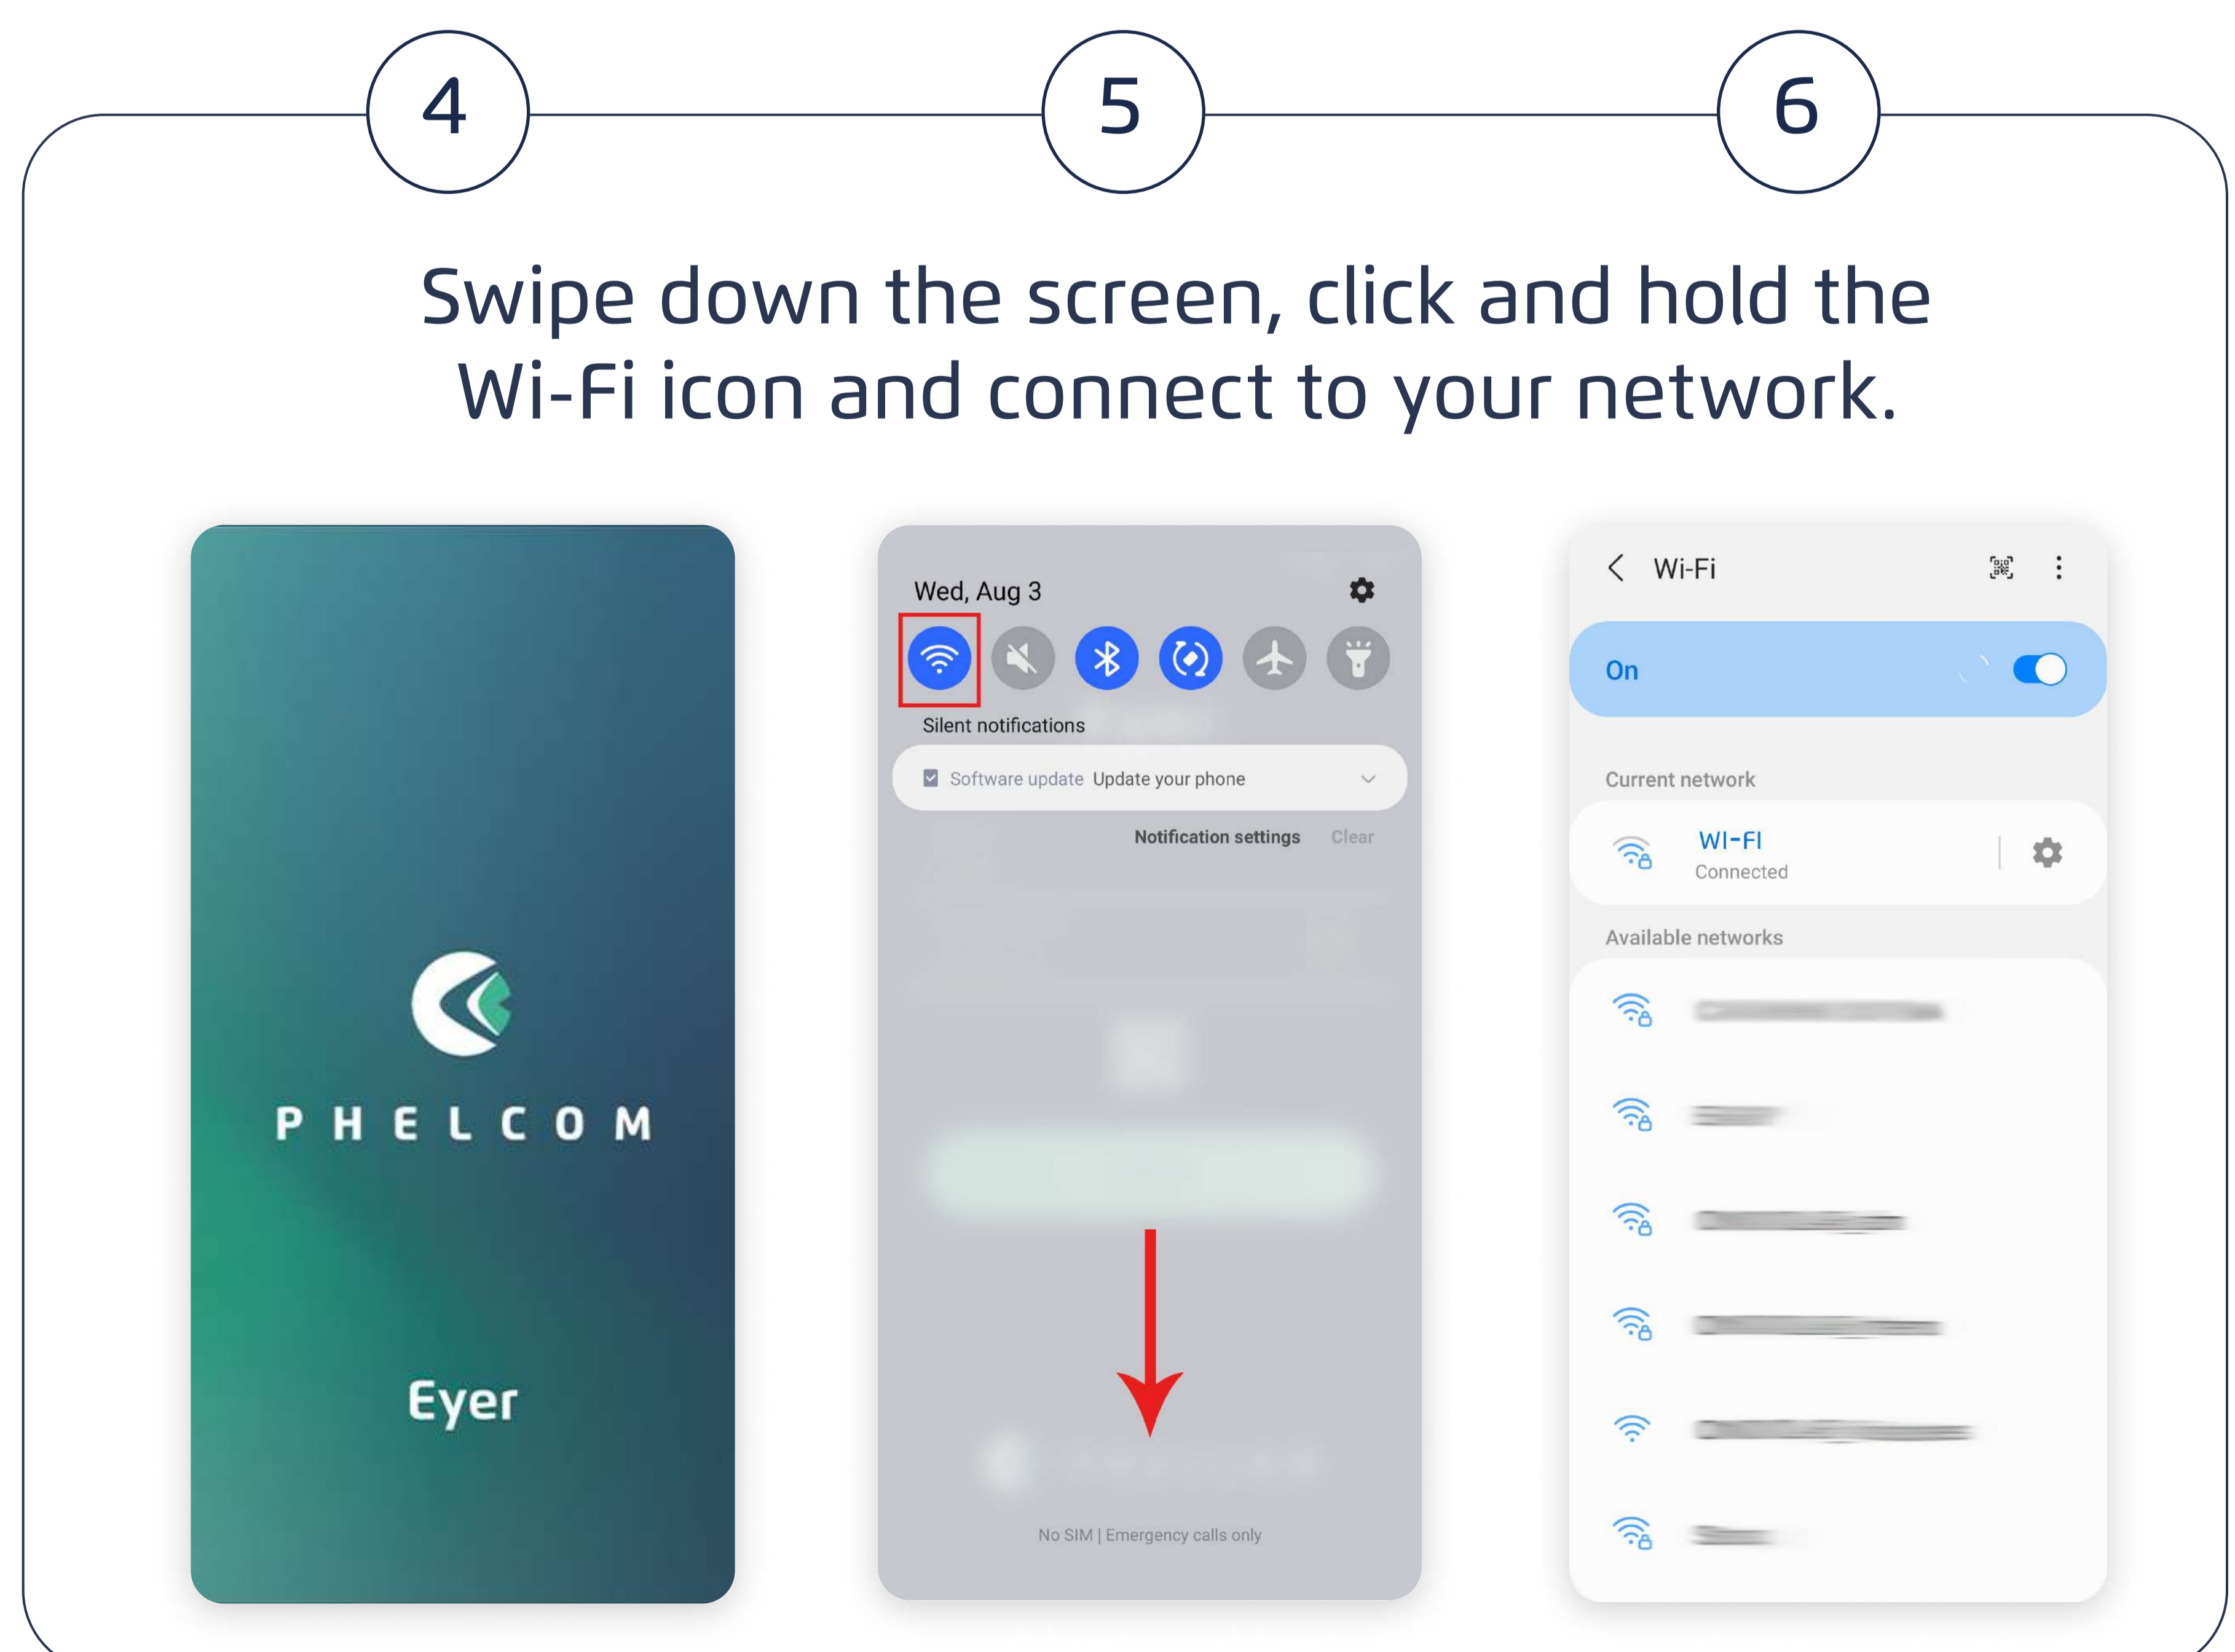 4
5
6
Swipe down the screen, click and hold the
Wi-Fi icon and connect to your network.
PHELCOM
Eyer
Wed, Aug 3
Silent notifications
Software update Update your phone
Notification settings Clear
No SIM | Emergency calls only
Wi-Fi
On
Current network
WI-FI
Connected
Available networks